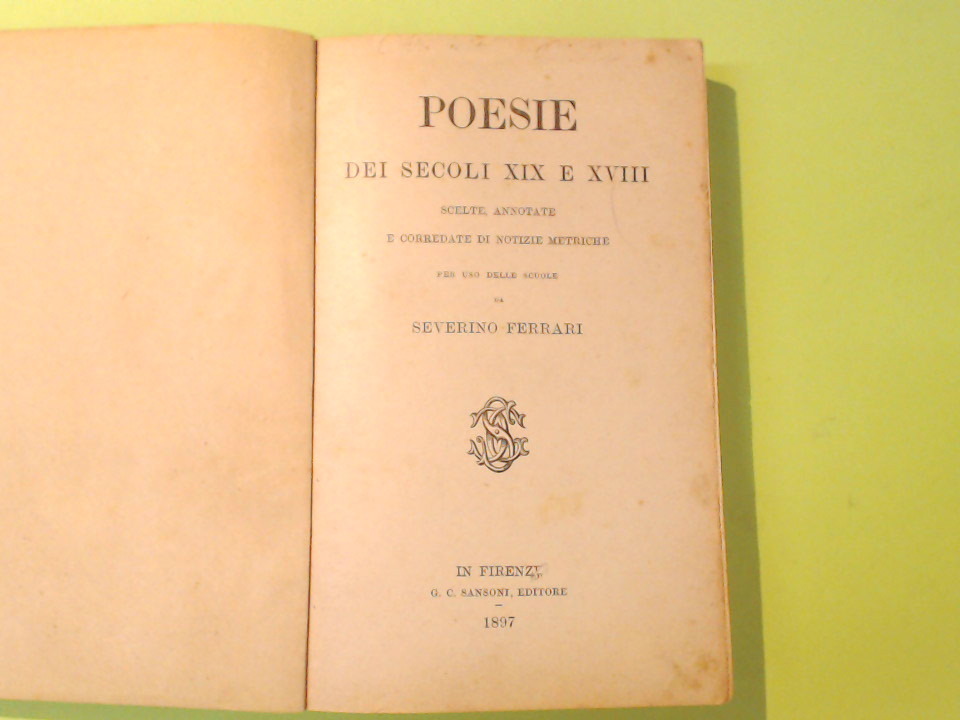 POESIE
DEI SECOLI XIX E XVIII
SCELTE, ANNOTATE
E CORREDATE DI NOTIZIE METRICHE
PER USO DELLE SCUOLE
DA
SEVERINO FERRARI
IN FIRENZE
G. C. SANSONI, EDITORE
1897